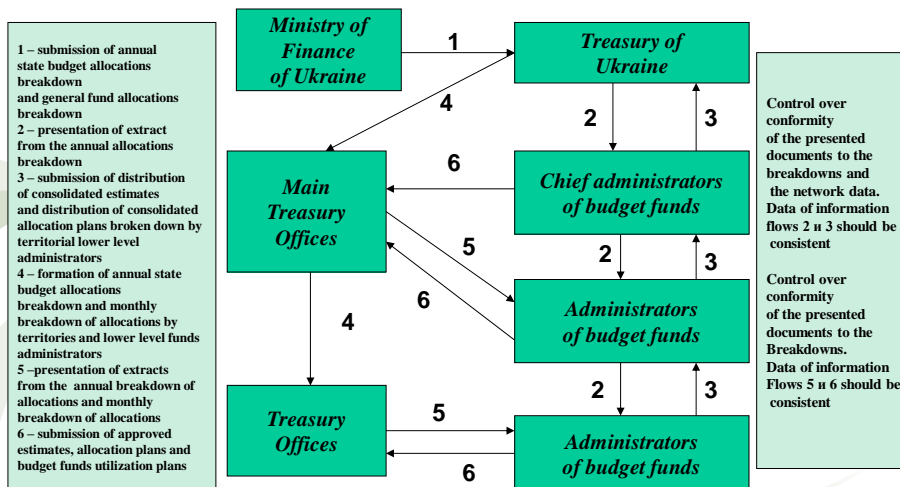 1 – submission of annual
state budget allocations
breakdown
and general fund allocations
breakdown
2 – presentation of extract
from the annual allocations
breakdown
3 – submission of distribution
of consolidated estimates
and distribution of consolidated
allocation plans broken down by
territorial lower level
administrators
4 – formation of annual state
budget allocations
breakdown and monthly
breakdown of allocations by
territories and lower level funds
administrators
5 –presentation of extracts
from the annual breakdown of
allocations and monthly
breakdown of allocations
6 – submission of approved
estimates, allocation plans and
budget funds utilization plans
Ministry of
Finance
of Ukraine
1
Treasury of
Ukraine
4
2
3
Main
Treasury
Offices
6
Chief administrators
of budget funds
5
2
3
6
Administrators
of budget funds
4
2
3
Treasury
Offices
5
6
Administrators
of budget funds
Control over
conformity
of the presented
documents to the
breakdowns and
the network data.
Data of information
flows 2 и 3 should be
consistent
Control over
conformity
of the presented
documents to the
Breakdowns.
Data of information
Flows 5 и 6 should be
consistent